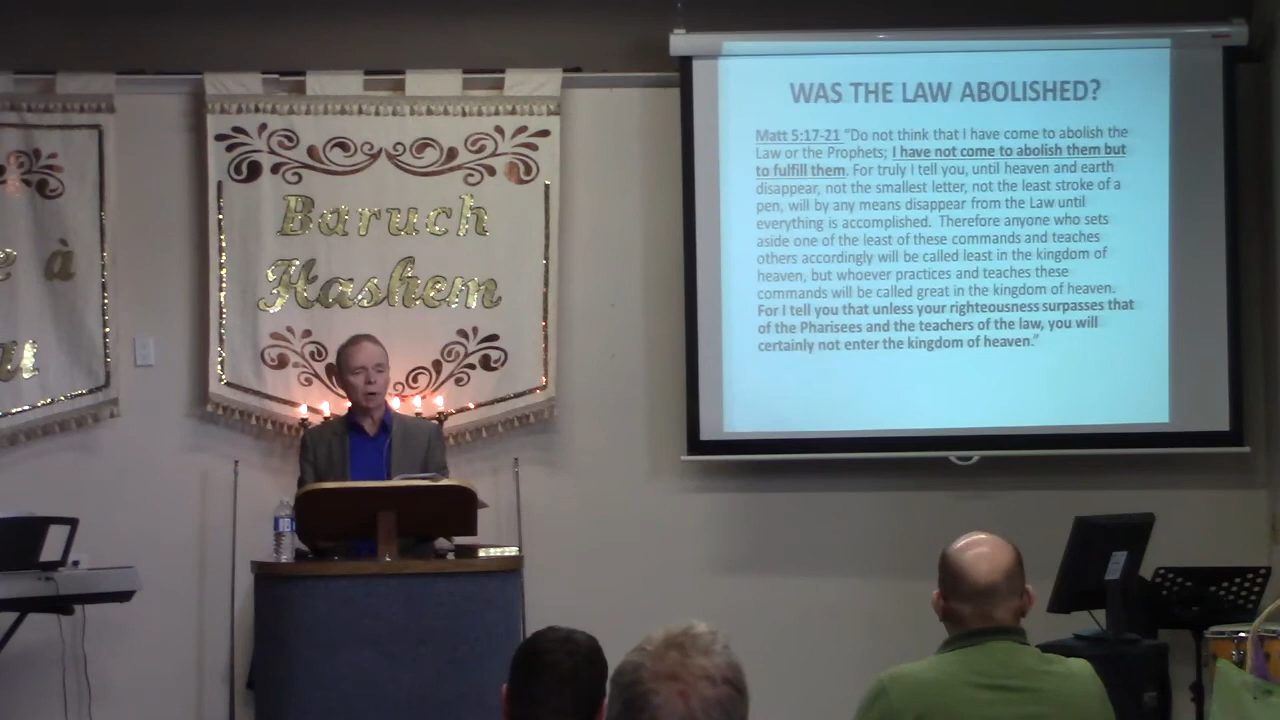 e à
u
Baruch
Hashem
WAS THE LAW ABOLISHED?
Matt 5:17-21 “Do not think that I have come to abolish the
Law or the Prophets; I have not come to abolish them but
to fulfill them. For truly I tell you, until heaven and earth
disappear, not the smallest letter, not the least stroke of a
pen, will by any means disappear from the Law until
everything is accomplished. Therefore anyone who sets
aside one of the least of these commands and teaches
others accordingly will be called least in the kingdom of
heaven, but whoever practices and teaches these
commands will be called great in the kingdom of heaven.
For I tell you that unless your righteousness surpasses that
of the Pharisees and the teachers of the law, you will
certainly not enter the kingdom of heaven.”